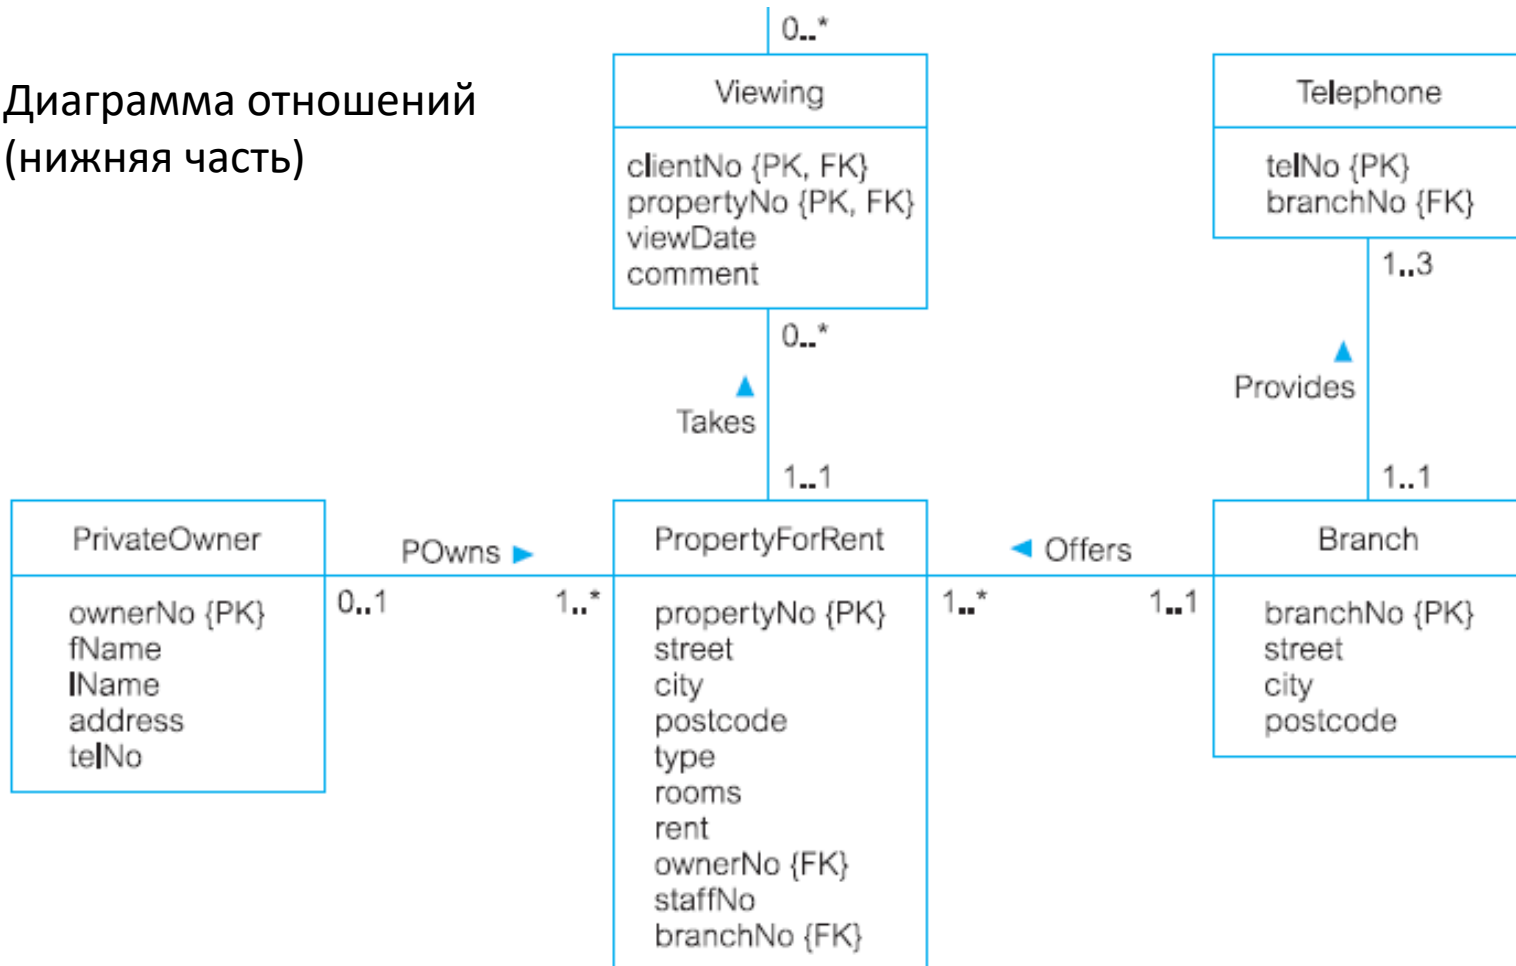 Диаграмма отношений
(нижняя часть)
0..*
Viewing
clientNo {PK, FK}
propertyNo {PK, FK}
viewDate
comment
0..*
Takes
1..1
Telephone
telNo {PK}
branchNo {FK}
1..3
Provides
1..1
PrivateOwner
ownerNo {PK}
fName
lName
address
telNo
POwns
0..1
1..*
PropertyForRent
propertyNo {PK}
street
city
postcode
type
rooms
rent
ownerNo {FK}
staffNo
branchNo {FK}
Offers
1..*
1..1
Branch
branchNo {PK}
street
city
postcode